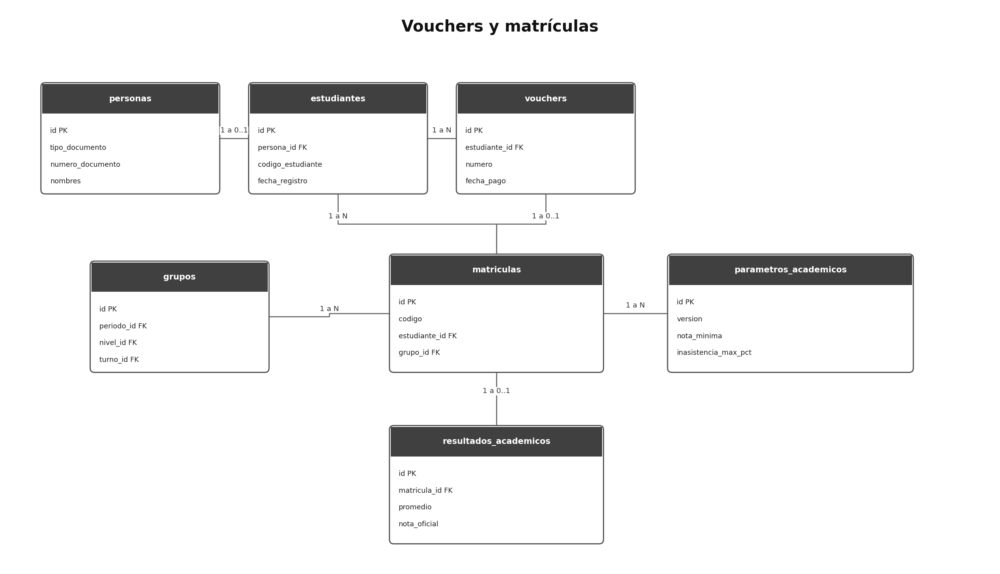 Vouchers y matrículas
personas
id PK
tipo_documento
numero_documento
nombres
1 a 0..1
estudiantes
id PK
persona_id FK
codigo_estudiante
fecha_registro
1 a N
vouchers
id PK
estudiante_id FK
numero
fecha_pago
1 a N
1 a 0..1
grupos
id PK
periodo_id FK
nivel_id FK
turno_id FK
1 a N
matriculas
id PK
codigo
estudiante_id FK
grupo_id FK
1 a N
parametros_academicos
id PK
version
nota_minima
inasistencia_max_pct
1 a 0..1
resultados_academicos
id PK
matricula_id FK
promedio
nota_oficial